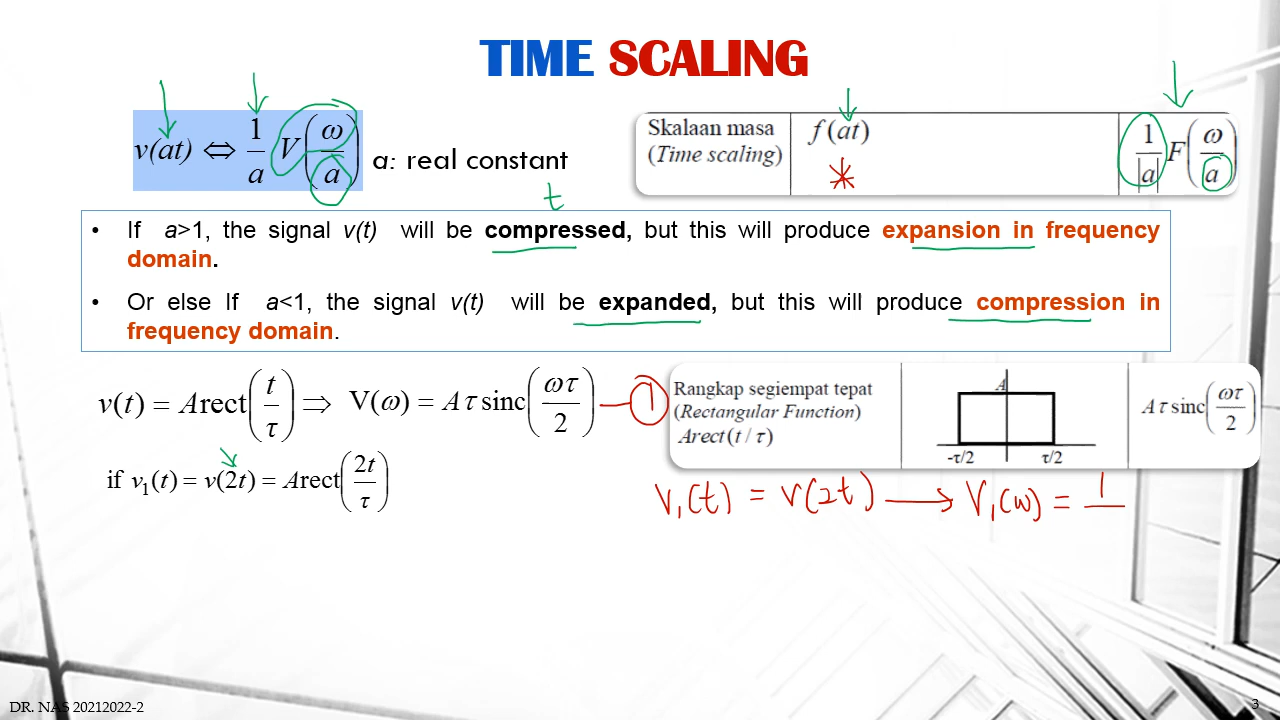 TIME SCALING
v(at) ⇔ 1/a V(ω/a) a: real constant
Skalaan masa
(Time scaling)
f(at)
1/|a| F(ω/a)
*
t
• If a>1, the signal v(t) will be compressed, but this will produce expansion in frequency
domain.
• Or else If a<1, the signal v(t) will be expanded, but this will produce compression in
frequency domain.
v(t) = Arect(t/τ) ⇒ V(ω) = Aτ sinc(ωτ/2) — 1
Rangkap segiempat tepat
(Rectangular Function)
Arect(t/τ)
A
-τ/2 τ/2
Aτ sinc(ωτ/2)
if v₁(t) = v(2t) = Arect(2t/τ)
V₁(t) = V(2t) → V₁(ω) = 1/
DR. NAS 20212022-2
3